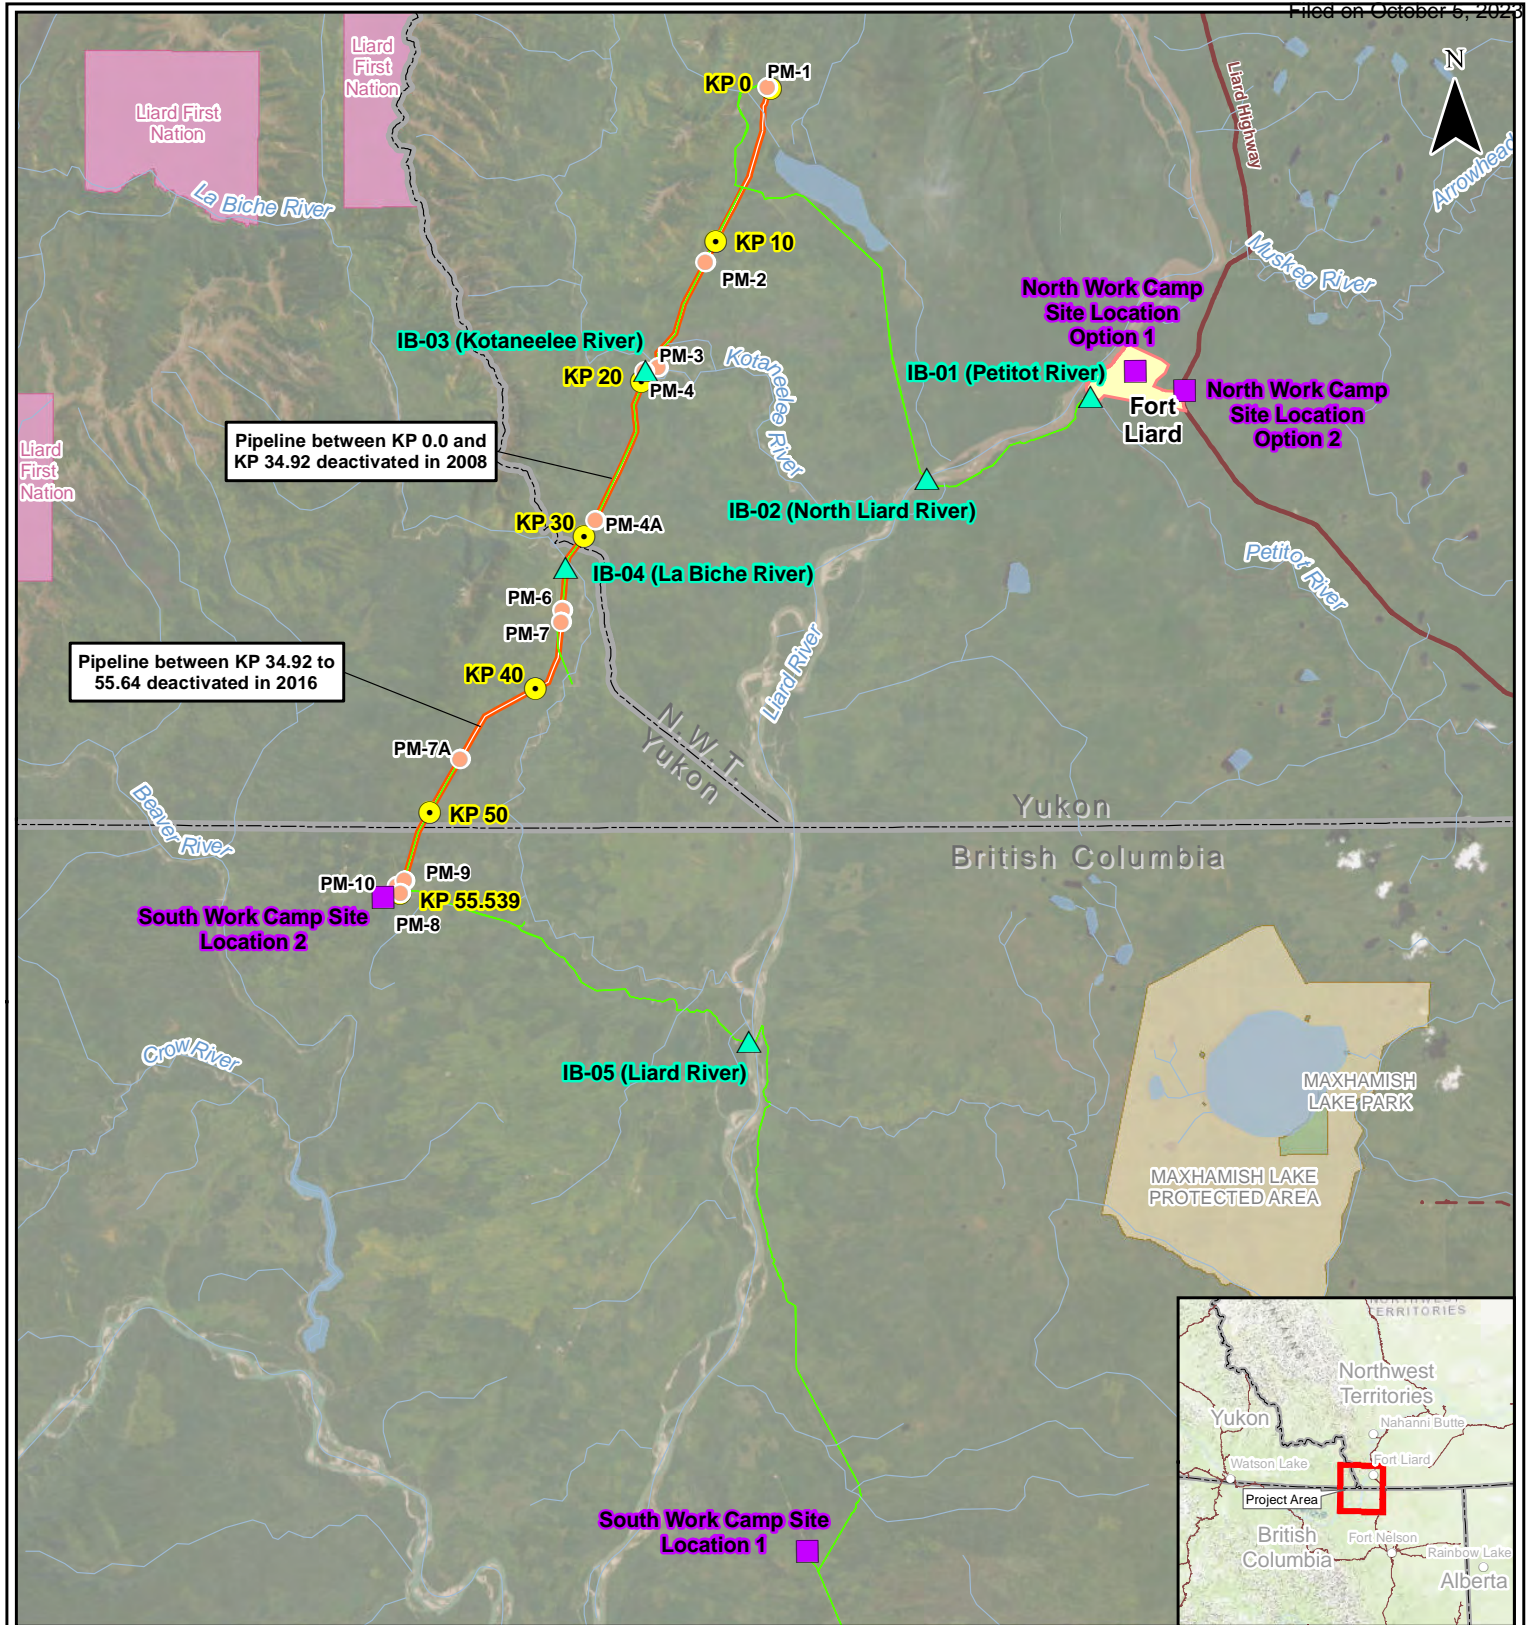 Filed on October 5, 2023
N
Liard
First
Nation
Liard First
Nation
La Biche River
KP 0
PM-1
Liard Highway
Arrowhead
KP 10
PM-2
Muskeg River
North Work Camp
Site Location
Option 1
IB-03 (Kotaneelee River)
PM-3
KP 20
PM-4
Kotaneelee
River
IB-01 (Petitot River)
Fort
Liard
North Work Camp
Site Location
Option 2
Pipeline between KP 0.0 and
KP 34.92 deactivated in 2008
Liard
First
Nation
IB-02 (North Liard River)
KP 30
PM-4A
Petitot River
IB-04 (La Biche River)
PM-6
PM-7
Liard River
Pipeline between KP 34.92 to
55.64 deactivated in 2016
KP 40
N. W. T.
Yukon
PM-7A
Beaver River
KP 50
Yukon
British Columbia
PM-9
PM-10
KP 55.539
PM-8
South Work Camp Site
Location 2
Crow River
IB-05 (Liard River)
MAXHAMISH
LAKE PARK
MAXHAMISH LAKE
PROTECTED AREA
South Work Camp Site
Location 1
NORTHWEST
TERRITORIES
Northwest
Territories
Yukon
Nahanni Butte
Watson Lake
Fort Liard
Project Area
British
Columbia
Fort Nelson
Rainbow Lake
Alberta